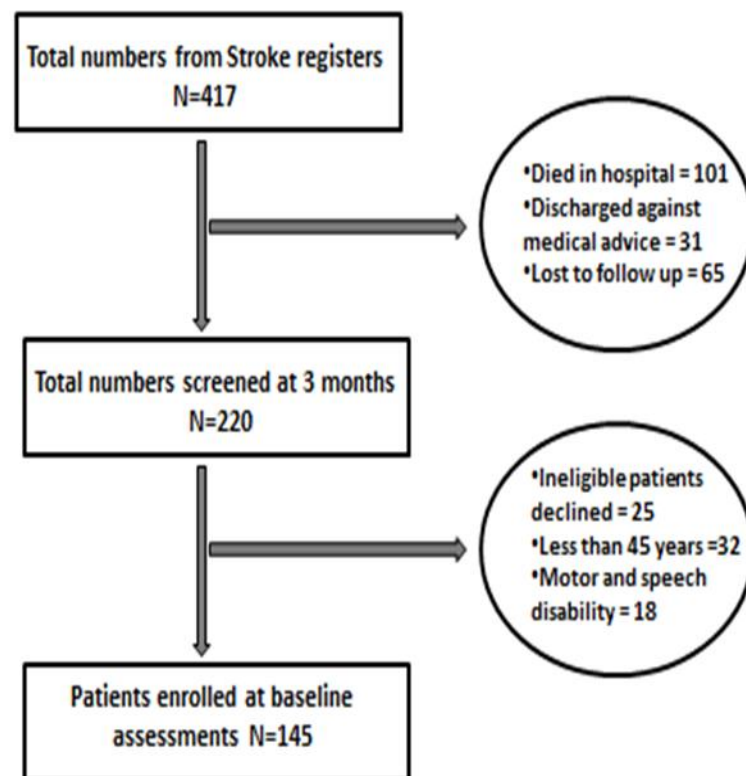 Total numbers from Stroke registers
N=417
•Died in hospital = 101
•Discharged against
medical advice = 31
•Lost to follow up = 65
Total numbers screened at 3 months
N=220
•Ineligible patients
declined = 25
•Less than 45 years =32
•Motor and speech
disability = 18
Patients enrolled at baseline
assessments N=145